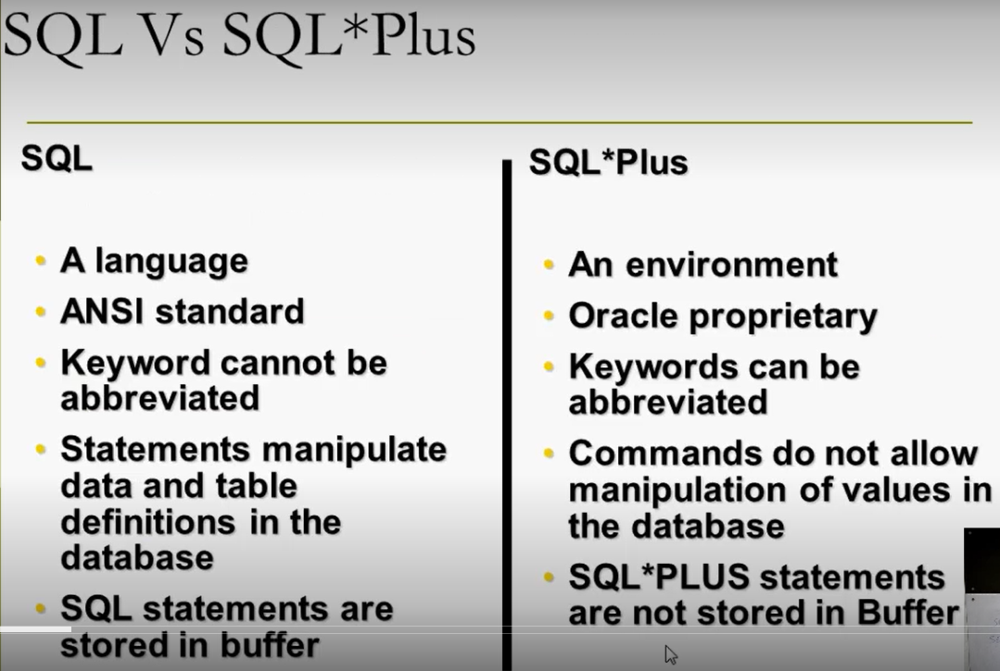 SQL Vs SQL*Plus
SQL
A language
ANSI standard
Keyword cannot be
abbreviated
Statements manipulate
data and table
definitions in the
database
SQL statements are
stored in buffer
SQL*Plus
An environment
Oracle proprietary
Keywords can be
abbreviated
Commands do not allow
manipulation of values in
the database
SQL*PLUS statements
are not stored in Buffer